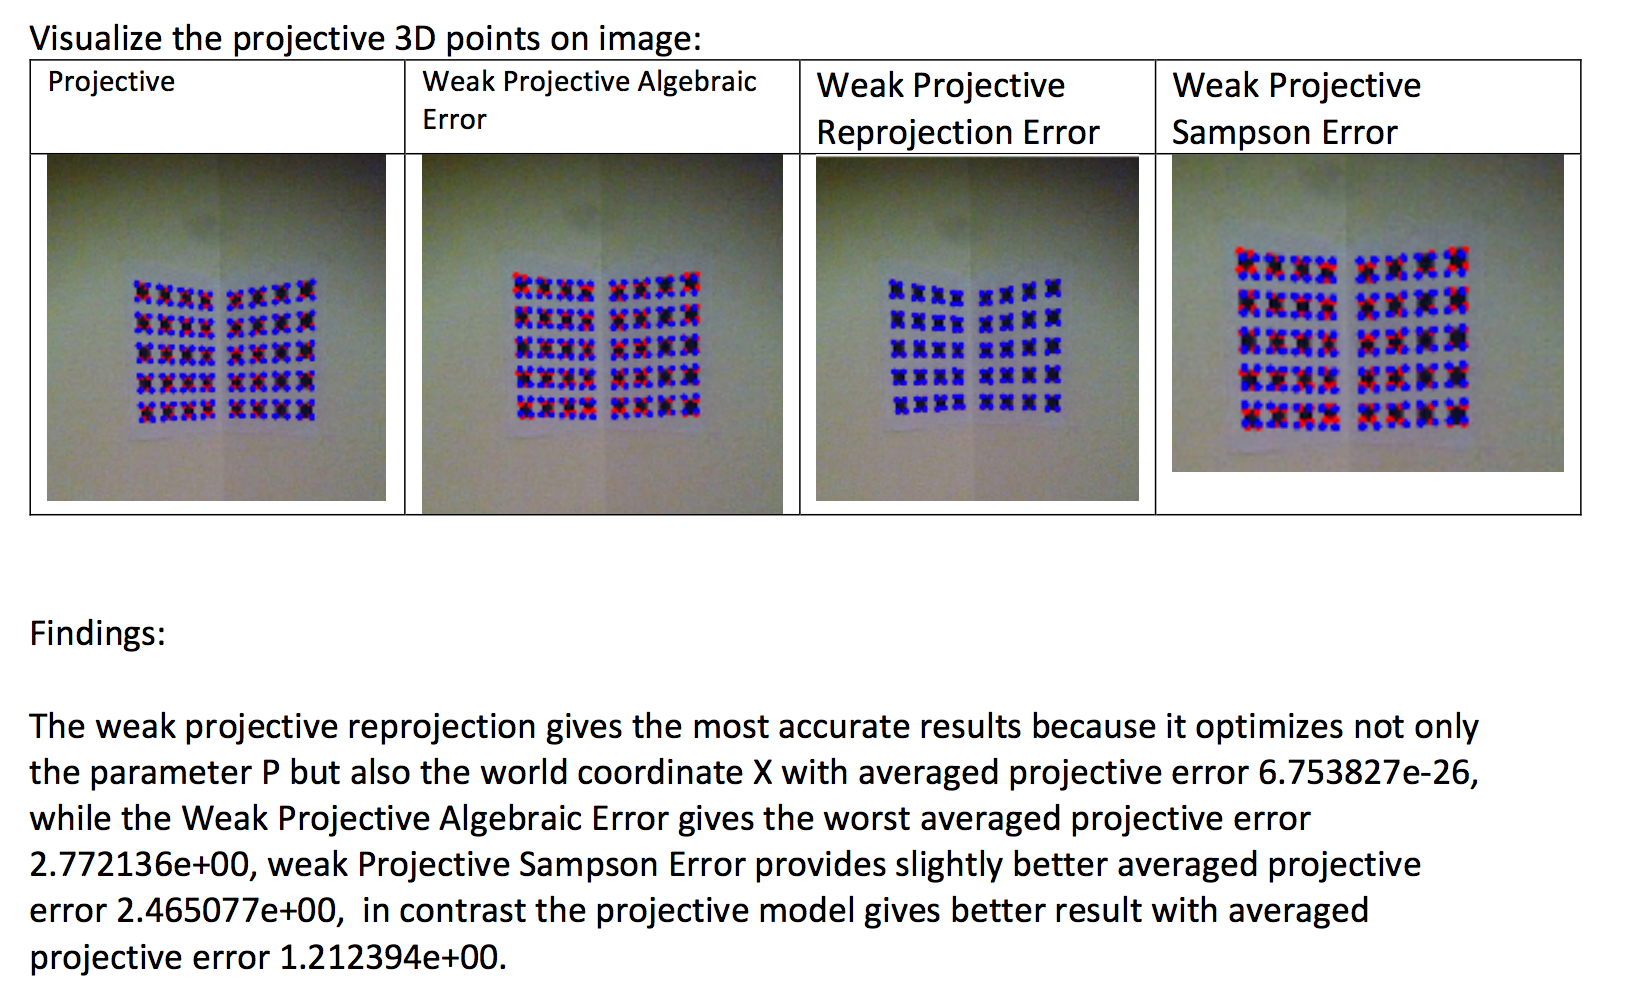 Visualize the projective 3D points on image:
Projective
Weak Projective Algebraic
Error
Weak Projective
Reprojection Error
Weak Projective
Sampson Error
Findings:
The weak projective reprojection gives the most accurate results because it optimizes not only
the parameter P but also the world coordinate X with averaged projective error 6.753827e-26,
while the Weak Projective Algebraic Error gives the worst averaged projective error
2.772136e+00, weak Projective Sampson Error provides slightly better averaged projective
error 2.465077e+00,  in contrast the projective model gives better result with averaged
projective error 1.212394e+00.